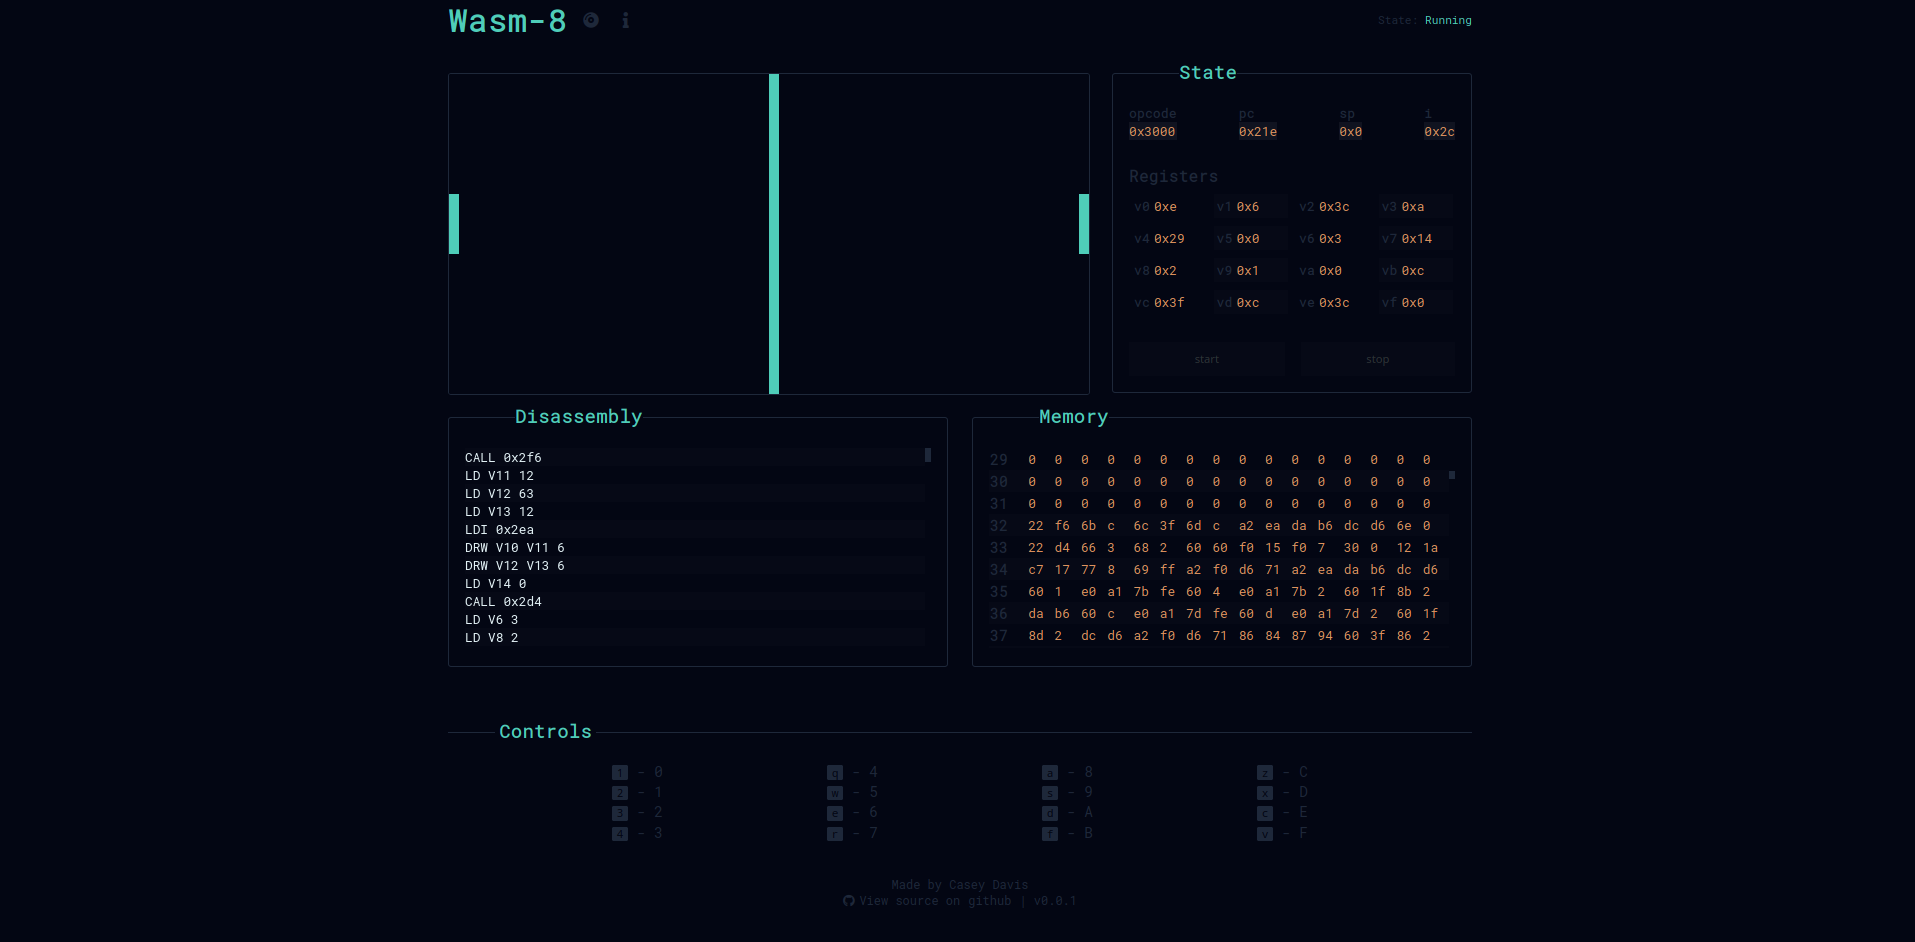 Wasm-8
State: Running
State
opcode pc sp i
0x3000 0x21e 0x0 0x2c
Registers
v0 0xe v1 0x6 v2 0x3c v3 0xa
v4 0x29 v5 0x0 v6 0x3 v7 0x14
v8 0x2 v9 0x1 va 0x0 vb 0xc
vc 0x3f vd 0xc ve 0x3c vf 0x0
start stop
Disassembly
CALL 0x2f6
LD V11 12
LD V12 63
LD V13 12
LDI 0x2ea
DRW V10 V11 6
DRW V12 V13 6
LD V14 0
CALL 0x2d4
LD V6 3
LD V8 2
Memory
29 0 0 0 0 0 0 0 0 0 0 0 0 0 0 0 0
30 0 0 0 0 0 0 0 0 0 0 0 0 0 0 0 0
31 0 0 0 0 0 0 0 0 0 0 0 0 0 0 0 0
32 22 f6 6b c 6c 3f 6d c a2 ea da b6 dc d6 6e 0
33 22 d4 66 3 68 2 60 60 f0 15 f0 7 30 0 12 1a
34 c7 17 77 8 69 ff a2 f0 d6 71 a2 ea da b6 dc d6
35 60 1 e0 a1 7b fe 60 4 e0 a1 7b 2 60 1f 8b 2
36 da b6 60 c e0 a1 7d fe 60 d e0 a1 7d 2 60 1f
37 8d 2 dc d6 a2 f0 d6 71 86 84 87 94 60 3f 86 2
Controls
1 - 0 q - 4 a - 8 z - C
2 - 1 w - 5 s - 9 x - D
3 - 2 e - 6 d - A c - E
4 - 3 r - 7 f - B v - F
Made by Casey Davis
View source on github | v0.0.1